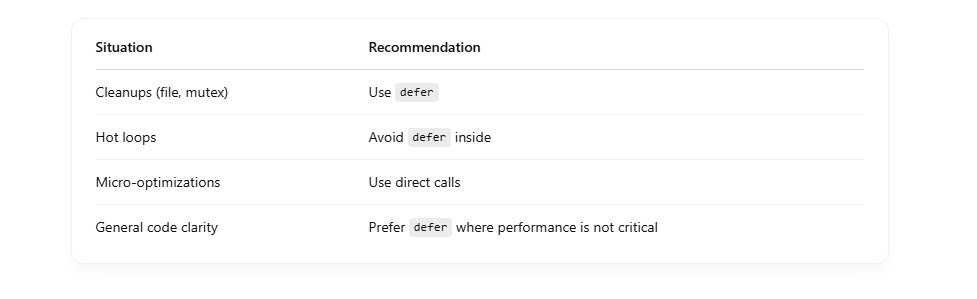 Situation Recommendation
Cleanups (file, mutex) Use defer
Hot loops Avoid defer inside
Micro-optimizations Use direct calls
General code clarity Prefer defer where performance is not critical